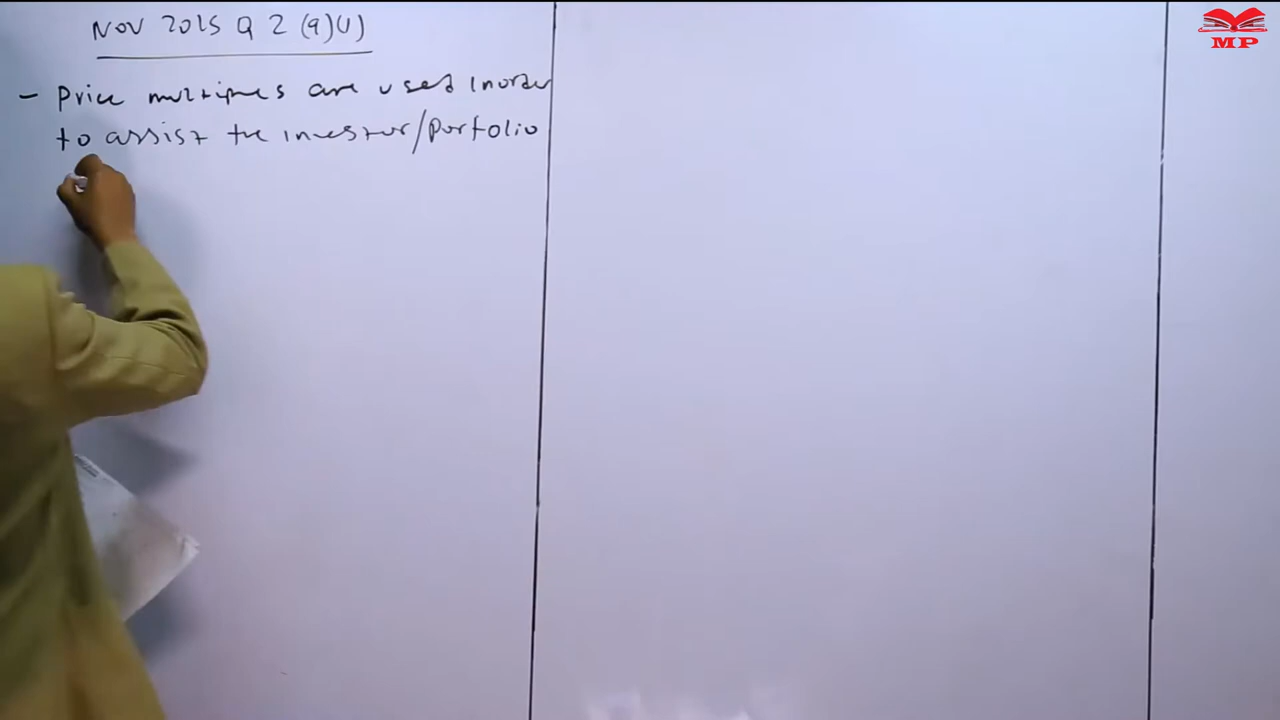 NOV 2015 Q 2 (a)(i)
- Price multiples are used inorder
to assist the investor/portfolio
MP